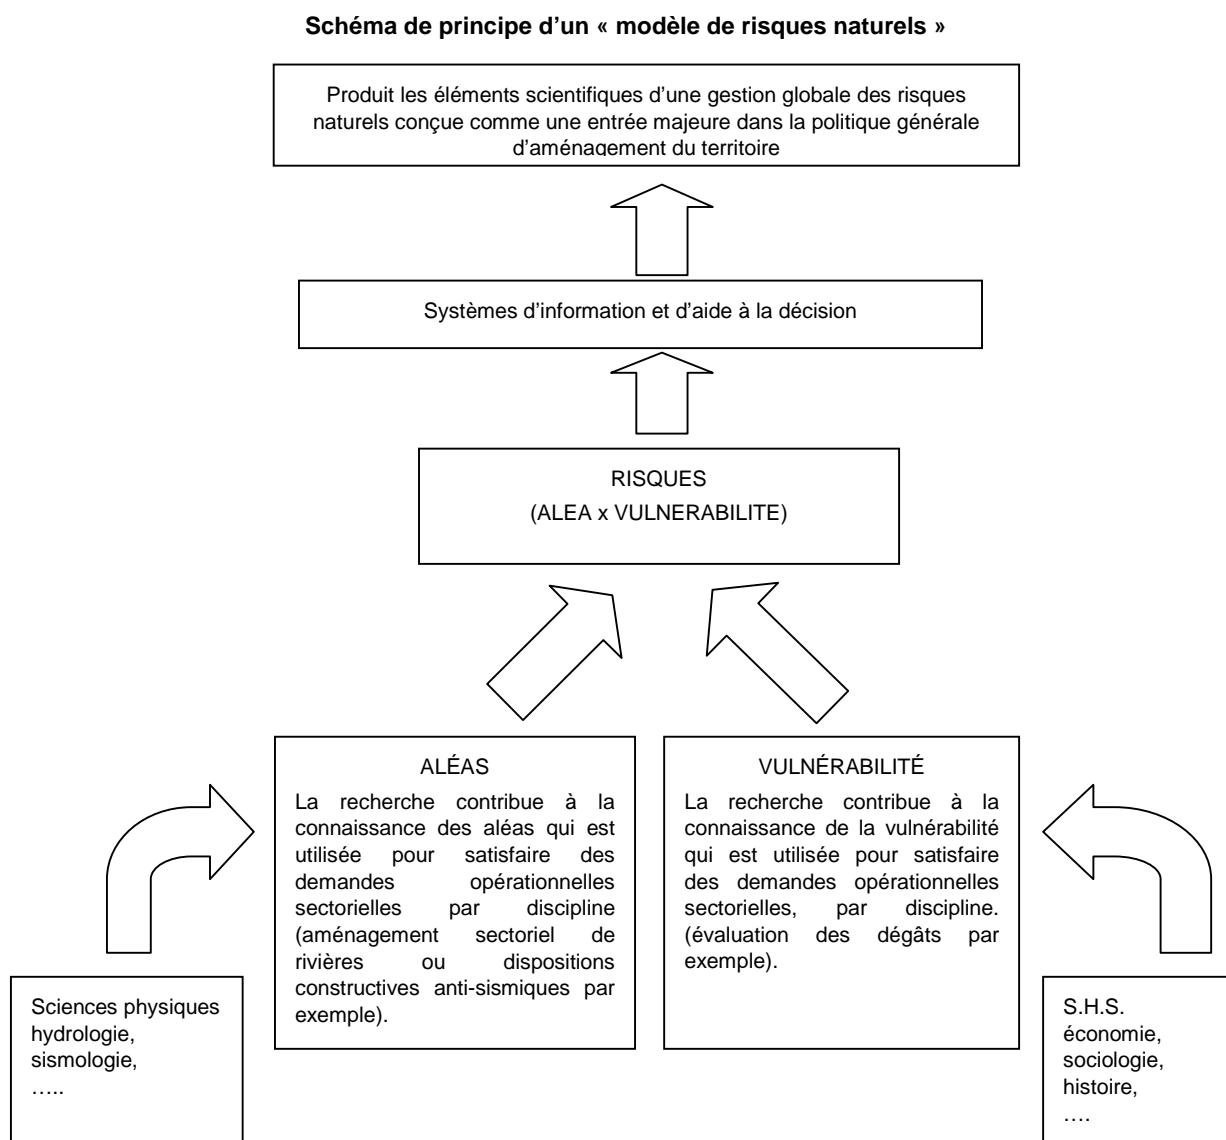 Schéma de principe d’un « modèle de risques naturels »
Produit les éléments scientifiques d’une gestion globale des risques
naturels conçue comme une entrée majeure dans la politique générale
d’aménagement du territoire
Systèmes d’information et d’aide à la décision
RISQUES
(ALEA x VULNERABILITE)
ALÉAS
La recherche contribue à la
connaissance des aléas qui est
utilisée pour satisfaire des
demandes opérationnelles
sectorielles par discipline
(aménagement sectoriel de
rivières ou dispositions
constructives anti-sismiques par
exemple).
VULNÉRABILITÉ
La recherche contribue à la
connaissance de la vulnérabilité
qui est utilisée pour satisfaire
des demandes opérationnelles
sectorielles, par discipline.
(évaluation des dégâts par
exemple).
Sciences physiques
hydrologie,
sismologie,
…..
S.H.S.
économie,
sociologie,
histoire,
….